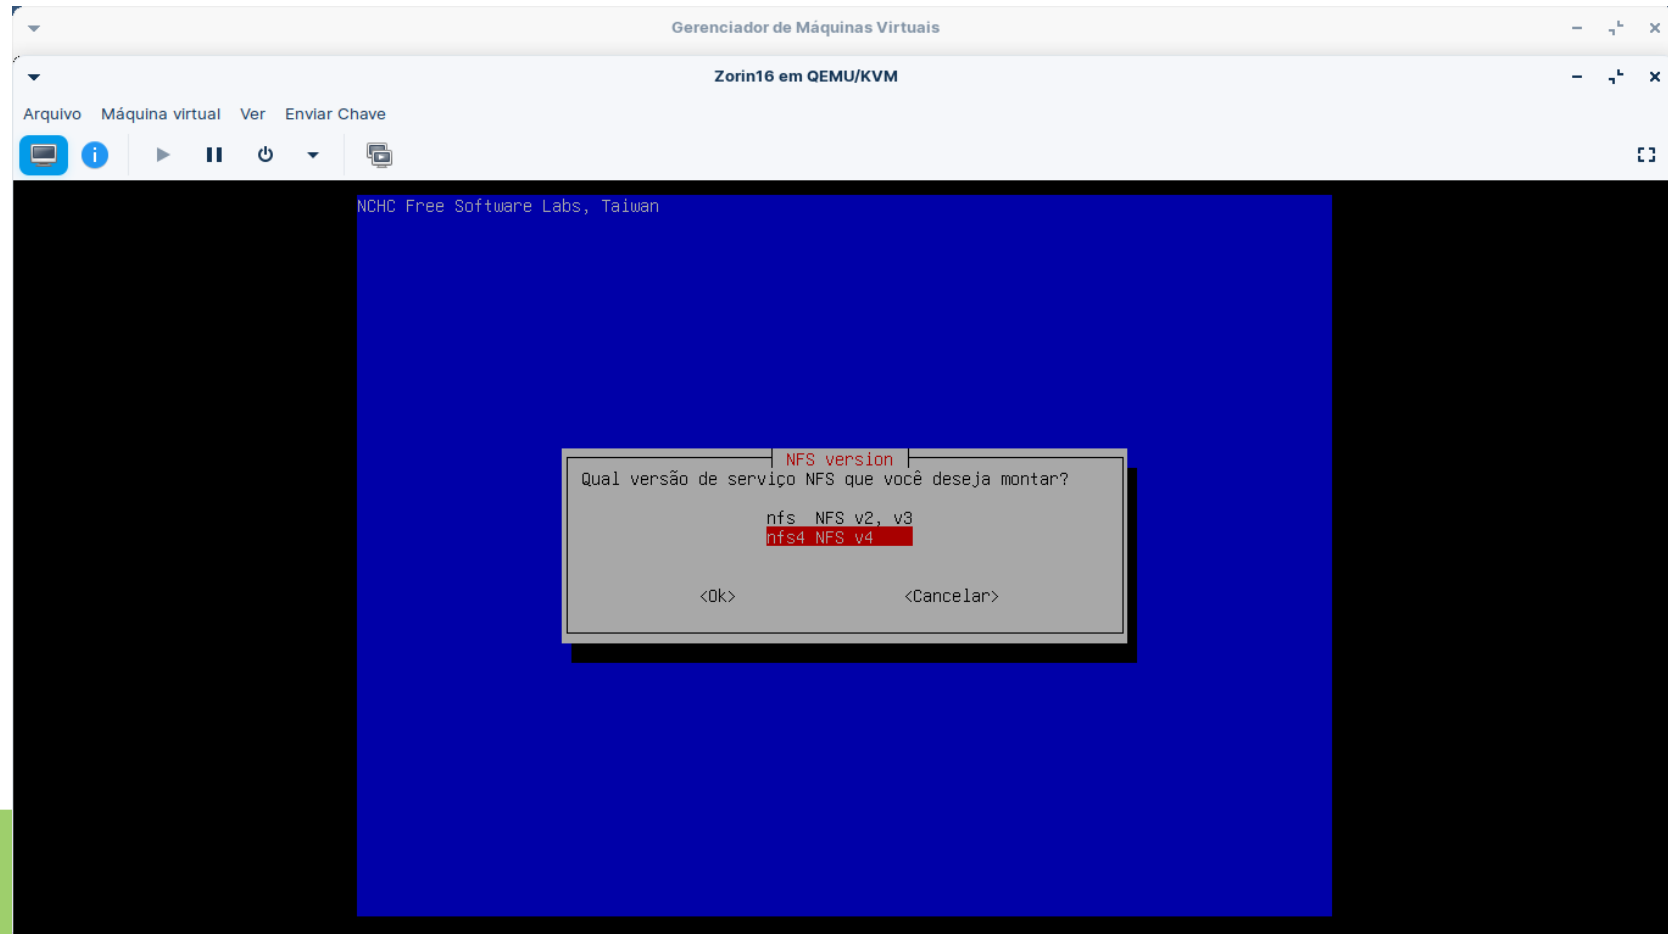 Gerenciador de Máquinas Virtuais
Zorin16 em QEMU/KVM
Arquivo Máquina virtual Ver Enviar Chave
NCHC Free Software Labs, Taiwan
NFS version
Qual versão de serviço NFS que você deseja montar?
nfs NFS v2, v3
nfs4 NFS v4
<Ok> <Cancelar>